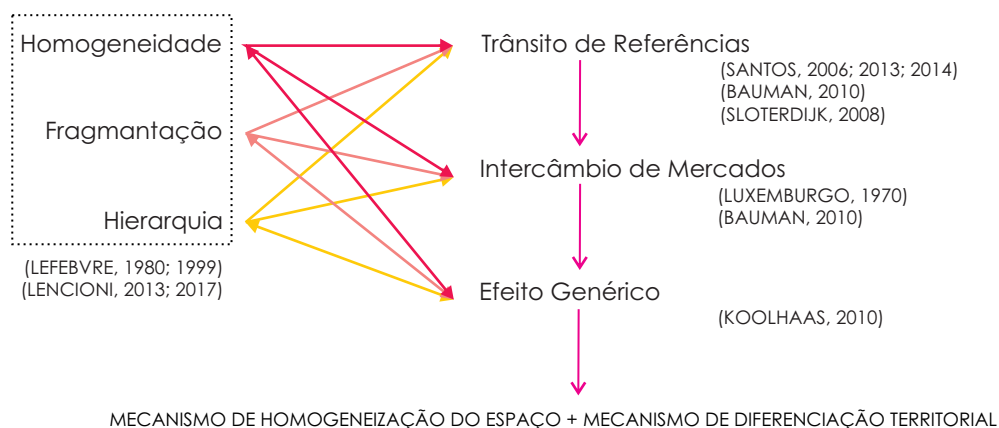 Homogeneidade
Fragmantação
Hierarquia
(LEFEBVRE, 1980; 1999)
(LENCIONI, 2013; 2017)
Trânsito de Referências
(SANTOS, 2006; 2013; 2014)
(BAUMAN, 2010)
(SLOTERDIJK, 2008)
Intercâmbio de Mercados
(LUXEMBURGO, 1970)
(BAUMAN, 2010)
Efeito Genérico
(KOOLHAAS, 2010)
MECANISMO DE HOMOGENEIZAÇÃO DO ESPAÇO + MECANISMO DE DIFERENCIAÇÃO TERRITORIAL